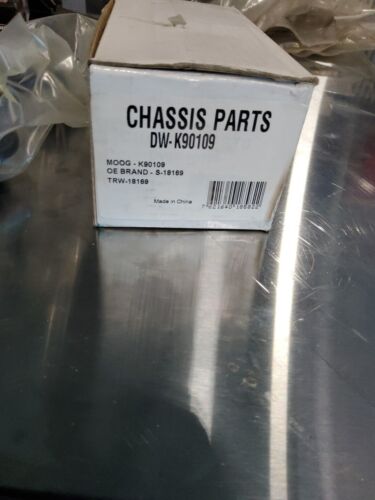 CHASSIS PARTS
DW-K90109
MOOG - K90109
OE BRAND - S-18169
TRW-18169
Made in China